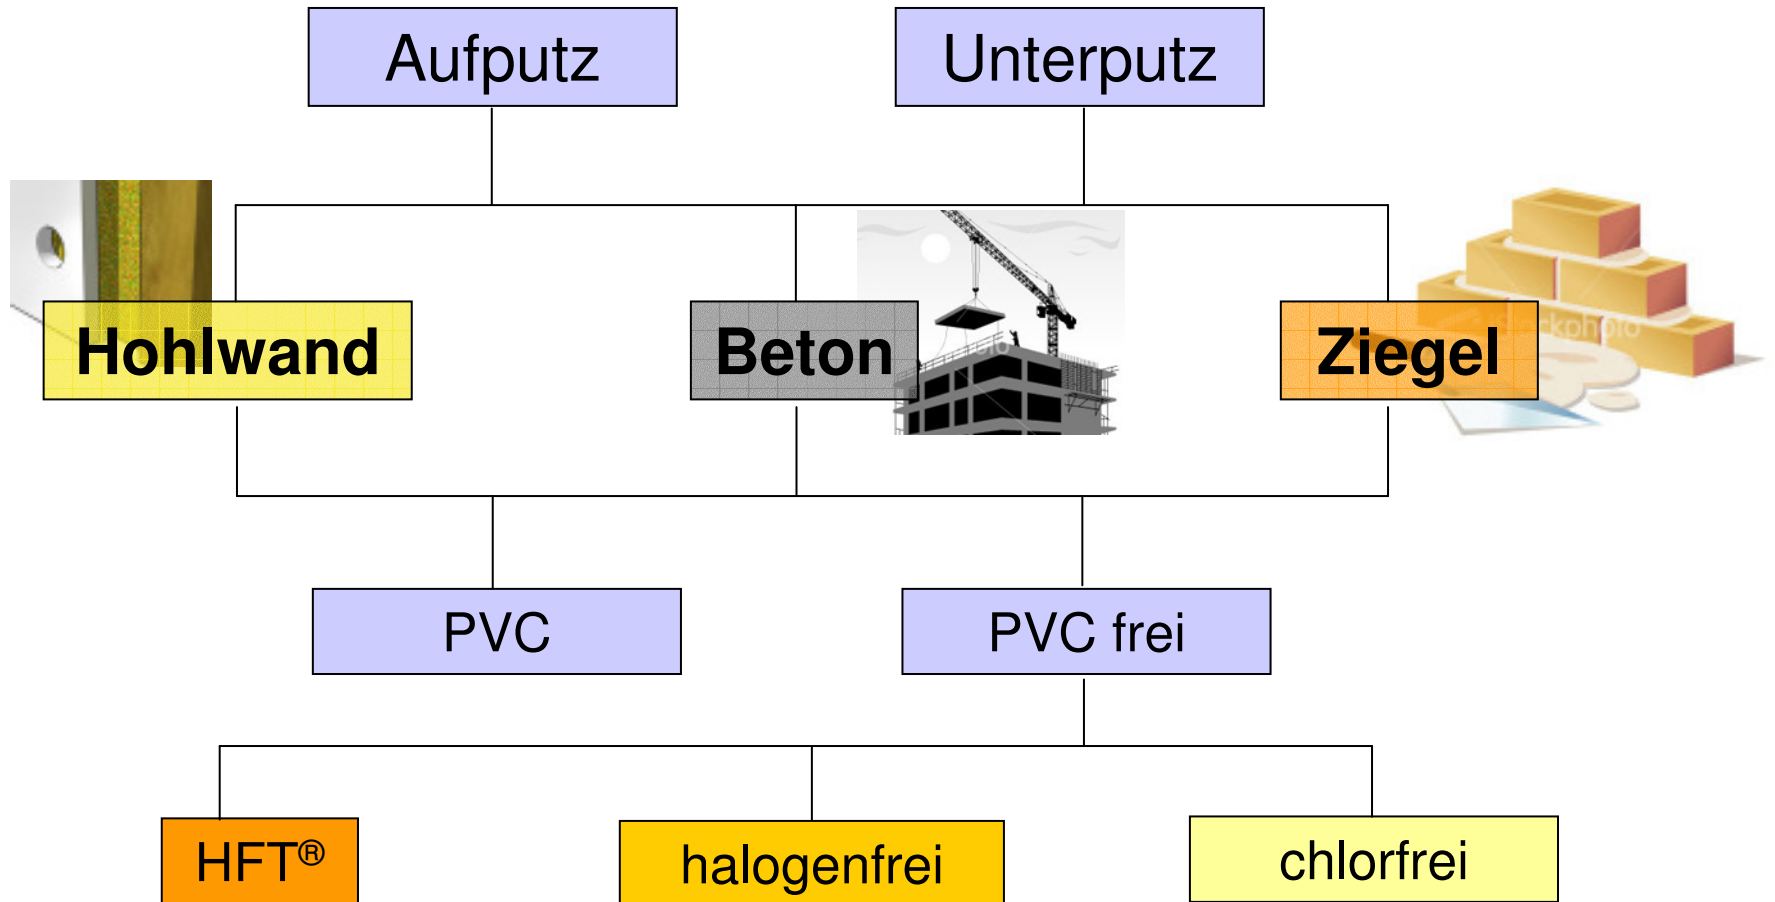 Aufputz
Unterputz
Hohlwand
Beton
Ziegel
PVC
PVC frei
HFT®
halogenfrei
chlorfrei